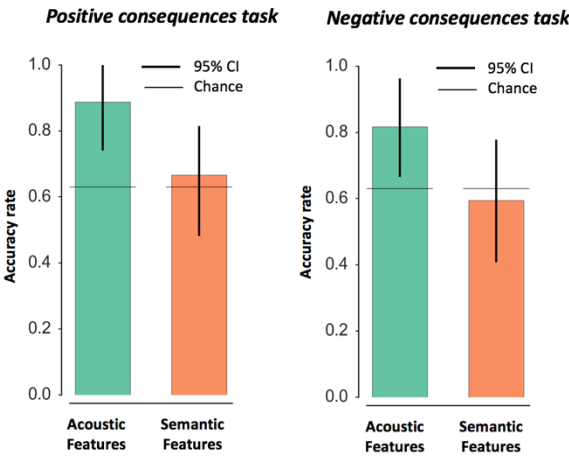 Positive consequences task
1.0
0.8
0.6
0.4
0.2
0.0
Accuracy rate
95% CI
Chance
Acoustic
Features
Semantic
Features
Negative consequences task
1.0
0.8
0.6
0.4
0.2
0.0
Accuracy rate
95% CI
Chance
Acoustic
Features
Semantic
Features